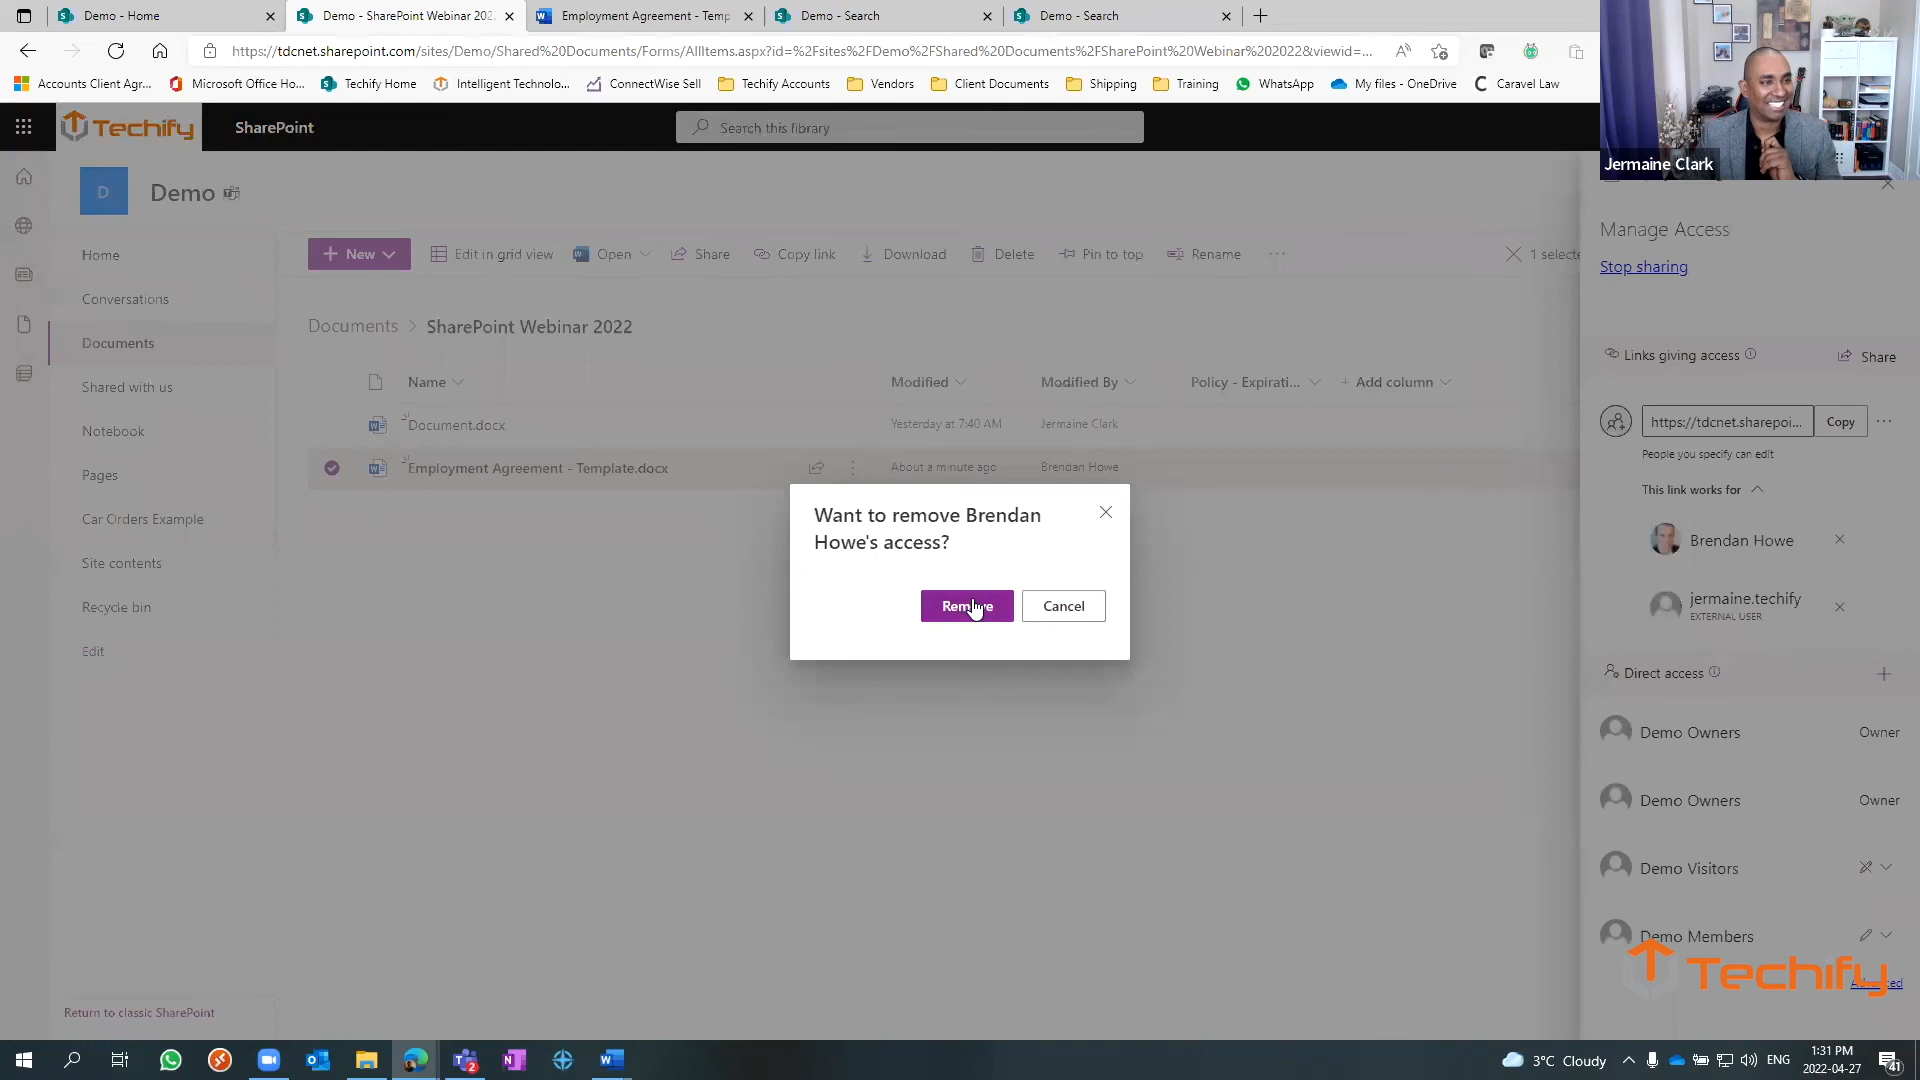 Demo - Home
Demo - SharePoint Webinar 202
Employment Agreement - Temp
Demo - Search
Demo - Search
https://tdcnet.sharepoint.com/sites/Demo/Shared%20Documents/Forms/AllItems.aspx?id=%2Fsites%2FDemo%2FShared%20Documents%2FSharePoint%20Webinar%202022&viewid=...
Accounts Client Agr...
Microsoft Office Ho...
Techify Home
Intelligent Technolo...
ConnectWise Sell
Techify Accounts
Vendors
Client Documents
Shipping
Training
WhatsApp
My files - OneDrive
Caravel Law
Techify
SharePoint
Search this library
Jermaine Clark
D
Demo
Home
Conversations
Documents
Shared with us
Notebook
Pages
Car Orders Example
Site contents
Recycle bin
Edit
Return to classic SharePoint
New
Edit in grid view
Open
Share
Copy link
Download
Delete
Pin to top
Rename
1 selecte
Documents > SharePoint Webinar 2022
Name
Modified
Modified By
Policy - Expirati...
Add column
Document.docx
Yesterday at 7:40 AM
Jermaine Clark
Employment Agreement - Template.docx
About a minute ago
Brendan Howe
Want to remove Brendan
Howe's access?
Remove
Cancel
Manage Access
Stop sharing
Links giving access
Share
https://tdcnet.sharepoi...
Copy
People you specify can edit
This link works for
Brendan Howe
jermaine.techify
EXTERNAL USER
Direct access
Demo Owners
Owner
Demo Owners
Owner
Demo Visitors
Demo Members
Techify
Advanced
3°C Cloudy
ENG
1:31 PM
2022-04-27
41
2